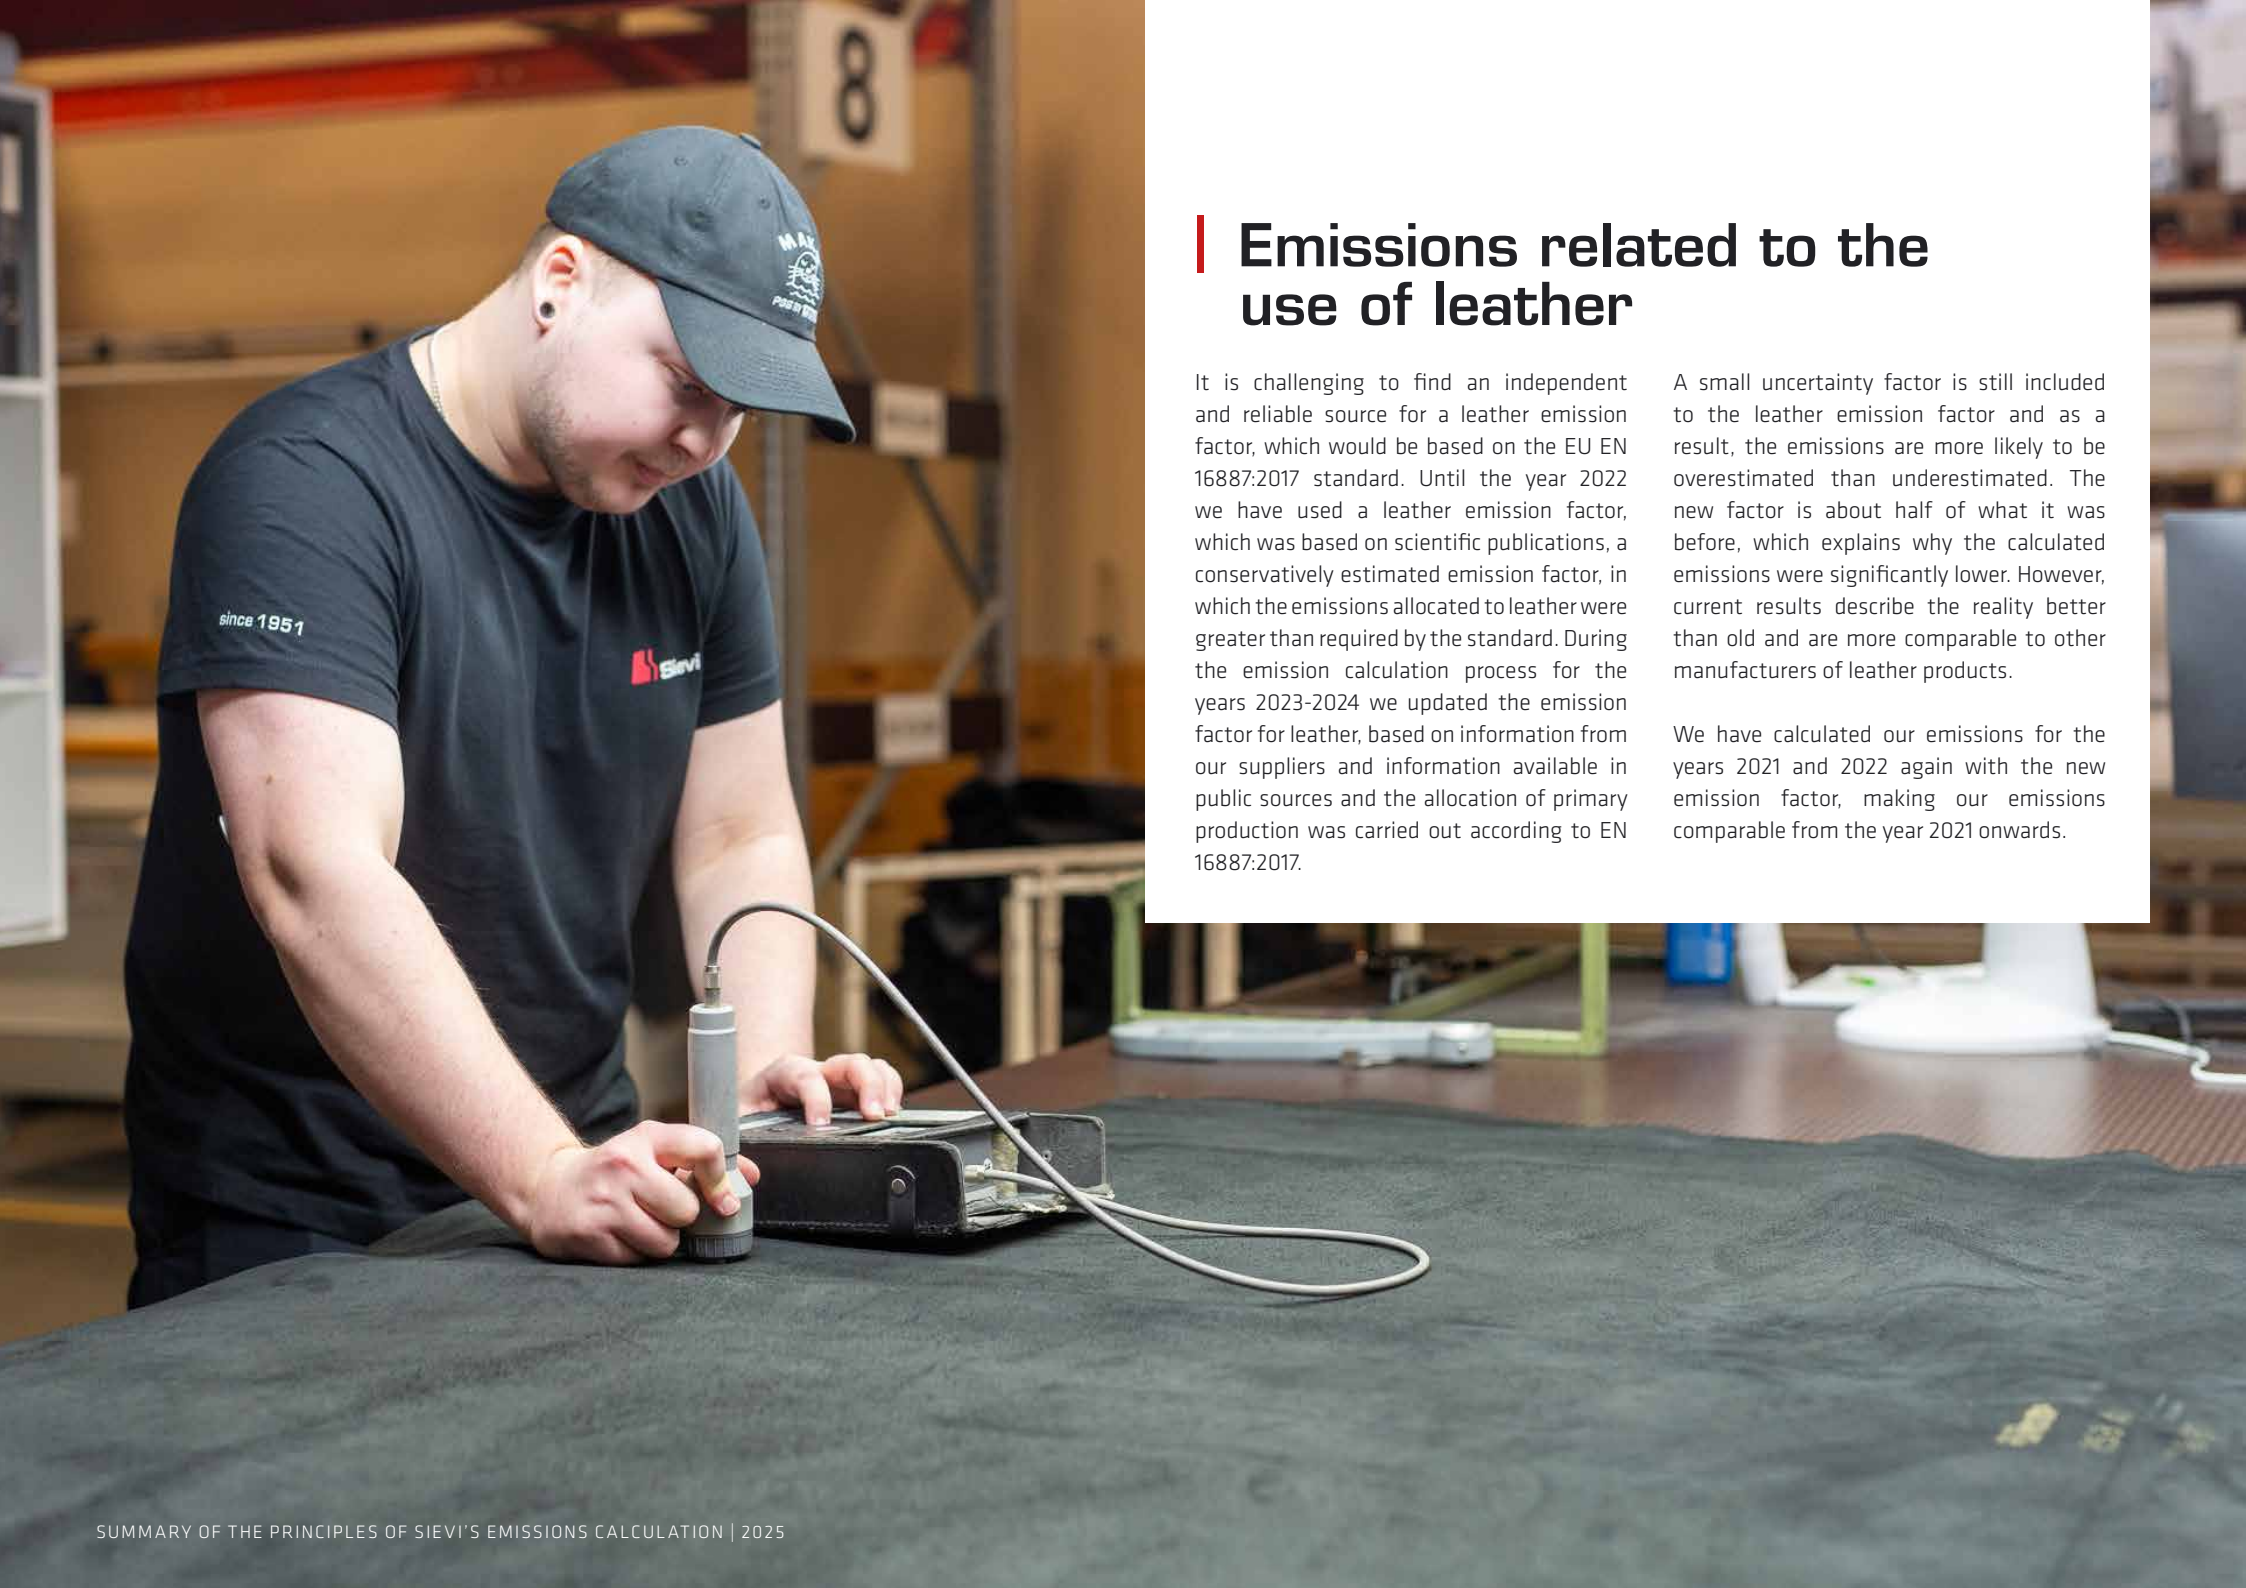 8
MAK
since 1951
Sievi
Emissions related to the
use of leather
It is challenging to find an independent
and reliable source for a leather emission
factor, which would be based on the EU EN
16887:2017 standard. Until the year 2022
we have used a leather emission factor,
which was based on scientific publications, a
conservatively estimated emission factor, in
which the emissions allocated to leather were
greater than required by the standard. During
the emission calculation process for the
years 2023-2024 we updated the emission
factor for leather, based on information from
our suppliers and information available in
public sources and the allocation of primary
production was carried out according to EN
16887:2017.
A small uncertainty factor is still included
to the leather emission factor and as a
result, the emissions are more likely to be
overestimated than underestimated. The
new factor is about half of what it was
before, which explains why the calculated
emissions were significantly lower. However,
current results describe the reality better
than old and are more comparable to other
manufacturers of leather products.
We have calculated our emissions for the
years 2021 and 2022 again with the new
emission factor, making our emissions
comparable from the year 2021 onwards.
SUMMARY OF THE PRINCIPLES OF SIEVI'S EMISSIONS CALCULATION | 2025